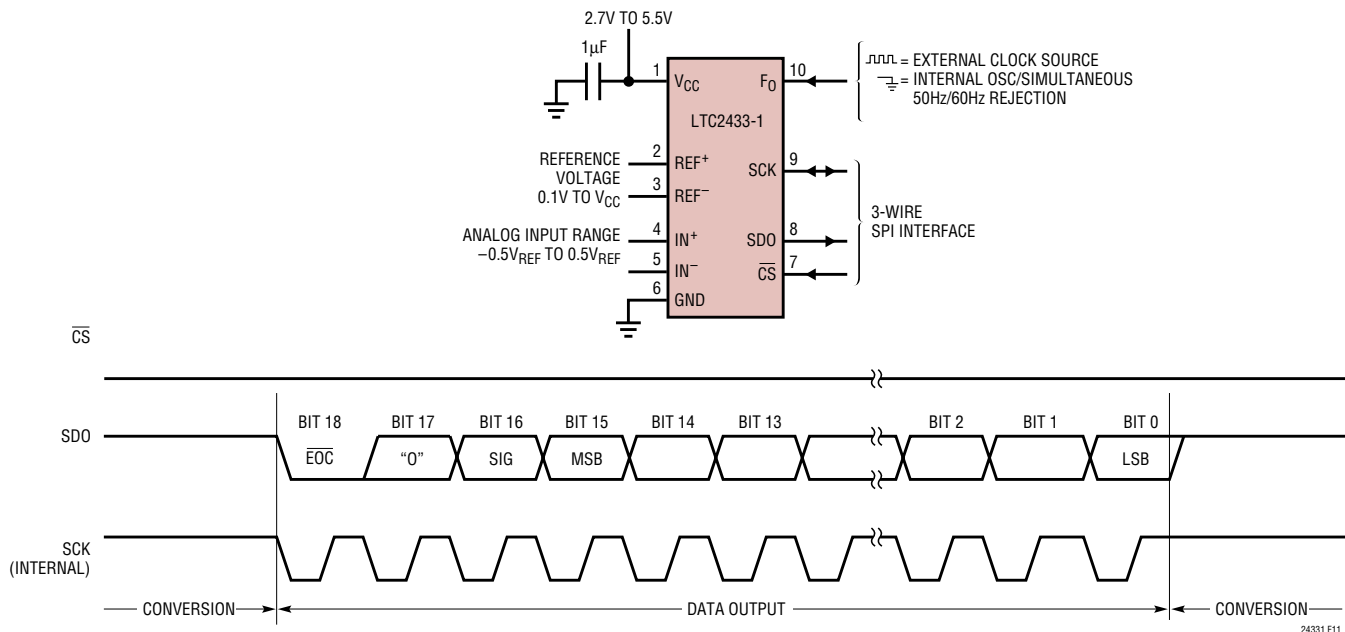 2.7V TO 5.5V
1µF
1
VCC
FO
10
= EXTERNAL CLOCK SOURCE
= INTERNAL OSC/SIMULTANEOUS
50Hz/60Hz REJECTION
LTC2433-1
REFERENCE
VOLTAGE
0.1V TO VCC
2
REF+
3
REF−
SCK
9
3-WIRE
SPI INTERFACE
ANALOG INPUT RANGE
−0.5VREF TO 0.5VREF
4
IN+
5
IN−
6
GND
SDO
8
CS
7
CS
BIT 18
BIT 17
BIT 16
BIT 15
BIT 14
BIT 13
BIT 2
BIT 1
BIT 0
SDO
EOC
“O”
SIG
MSB
LSB
SCK
(INTERNAL)
CONVERSION
DATA OUTPUT
CONVERSION
24331 F11